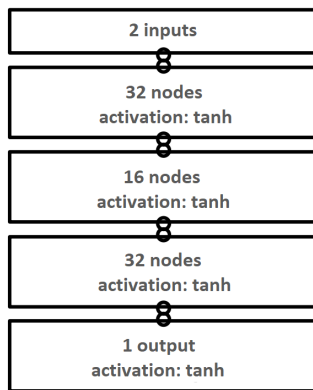 2 inputs
32 nodes
activation: tanh
16 nodes
activation: tanh
32 nodes
activation: tanh
1 output
activation: tanh